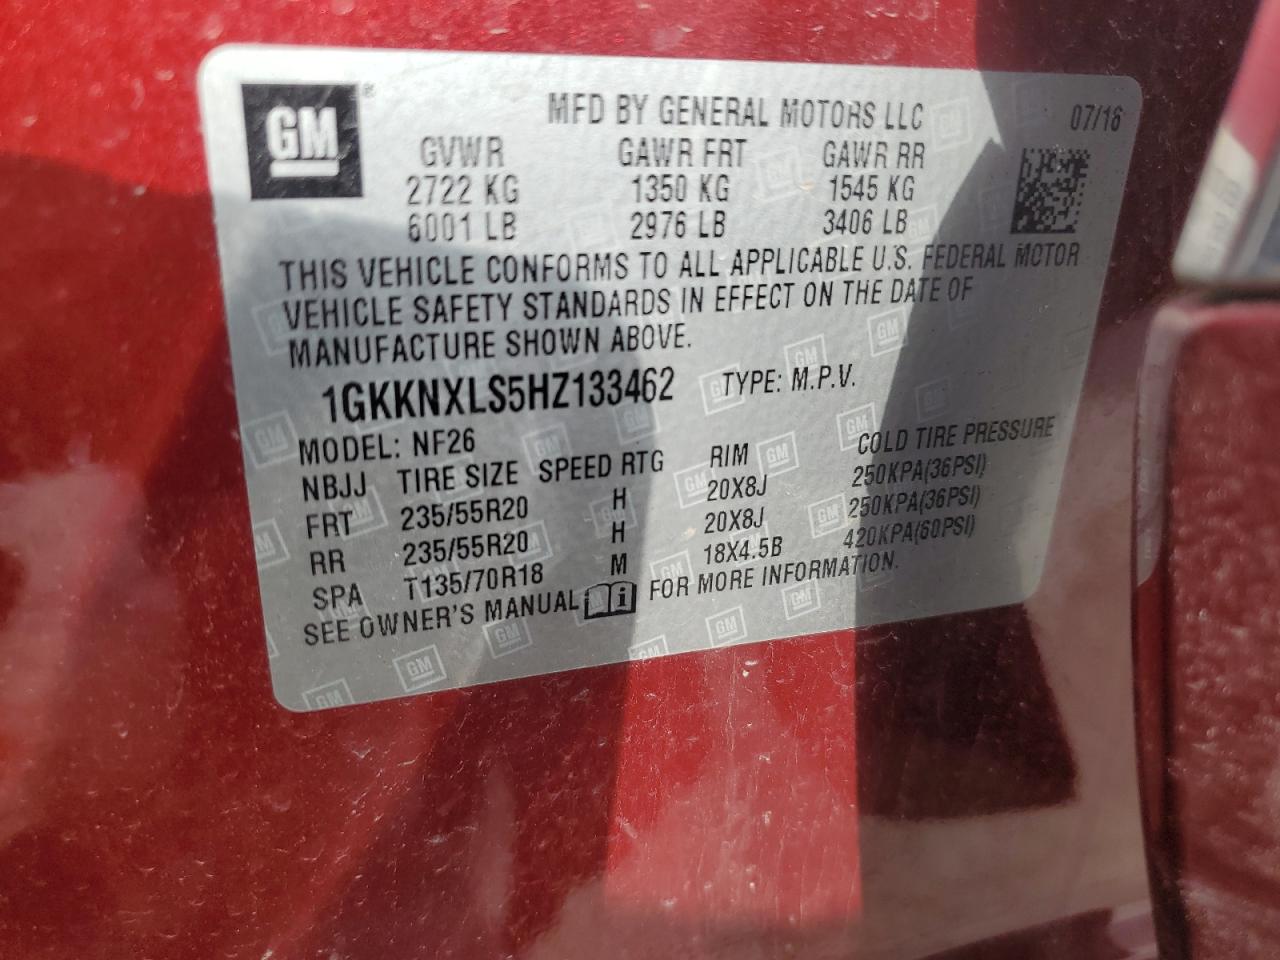 GM®
MFD BY GENERAL MOTORS LLC 07/16
GVWR GAWR FRT GAWR RR
2722 KG 1350 KG 1545 KG
6001 LB 2976 LB 3406 LB
THIS VEHICLE CONFORMS TO ALL APPLICABLE U.S. FEDERAL MOTOR
VEHICLE SAFETY STANDARDS IN EFFECT ON THE DATE OF
MANUFACTURE SHOWN ABOVE.
1GKKNXLS5HZ133462 TYPE: M.P.V.
MODEL: NF26
NBJJ TIRE SIZE SPEED RTG RIM COLD TIRE PRESSURE
FRT 235/55R20 H 20X8J 250KPA(36PSI)
RR 235/55R20 H 20X8J 250KPA(36PSI)
SPA T135/70R18 M 18X4.5B 420KPA(60PSI)
SEE OWNER'S MANUAL i FOR MORE INFORMATION.